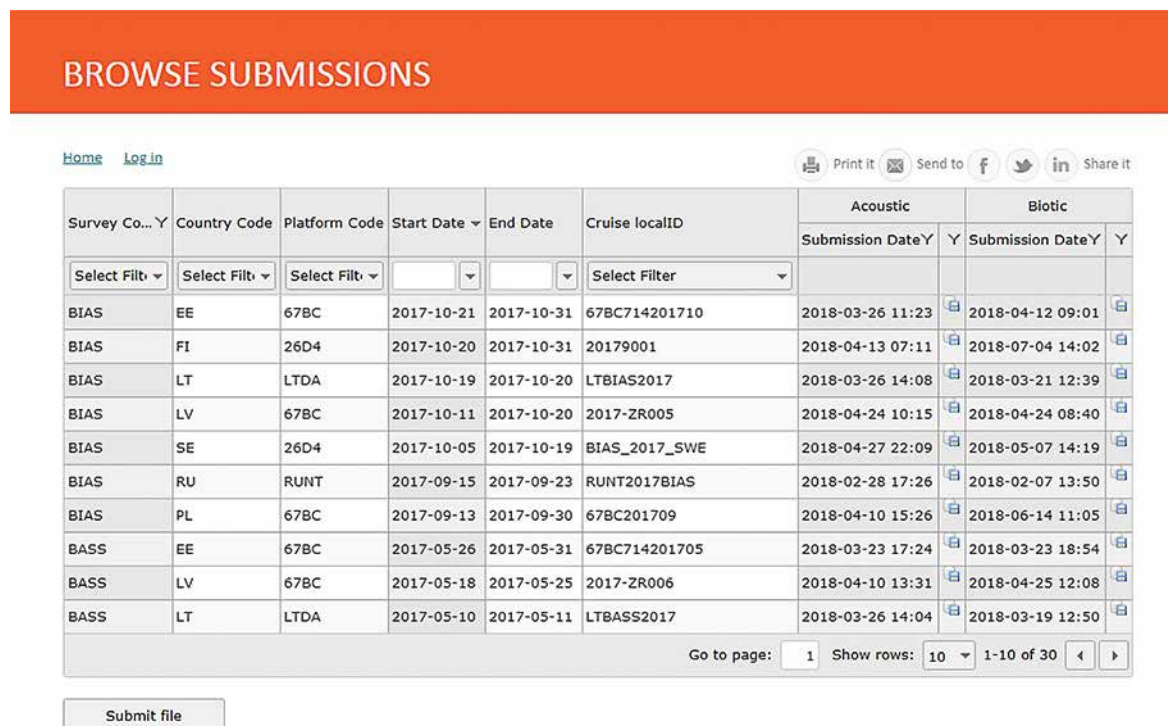 BROWSE SUBMISSIONS
Home Log in Print it Send to f in Share it
Acoustic Biotic
Survey Co... Country Code Platform Code Start Date End Date Cruise localID
Submission Date Submission Date
Select Filt Select Filt Select Filt Select Filter
BIAS EE 67BC 2017-10-21 2017-10-31 67BC714201710 2018-03-26 11:23 2018-04-12 09:01
BIAS FI 26D4 2017-10-20 2017-10-31 20179001 2018-04-13 07:11 2018-07-04 14:02
BIAS LT LTDA 2017-10-19 2017-10-20 LTBIAS2017 2018-03-26 14:08 2018-03-21 12:39
BIAS LV 67BC 2017-10-11 2017-10-20 2017-ZR005 2018-04-24 10:15 2018-04-24 08:40
BIAS SE 26D4 2017-10-05 2017-10-19 BIAS_2017_SWE 2018-04-27 22:09 2018-05-07 14:19
BIAS RU RUNT 2017-09-15 2017-09-23 RUNT2017BIAS 2018-02-28 17:26 2018-02-07 13:50
BIAS PL 67BC 2017-09-13 2017-09-30 67BC201709 2018-04-10 15:26 2018-06-14 11:05
BASS EE 67BC 2017-05-26 2017-05-31 67BC714201705 2018-03-23 17:24 2018-03-23 18:54
BASS LV 67BC 2017-05-18 2017-05-25 2017-ZR006 2018-04-10 13:31 2018-04-25 12:08
BASS LT LTDA 2017-05-10 2017-05-11 LTBASS2017 2018-03-26 14:04 2018-03-19 12:50
Go to page: 1 Show rows: 10 1-10 of 30
Submit file